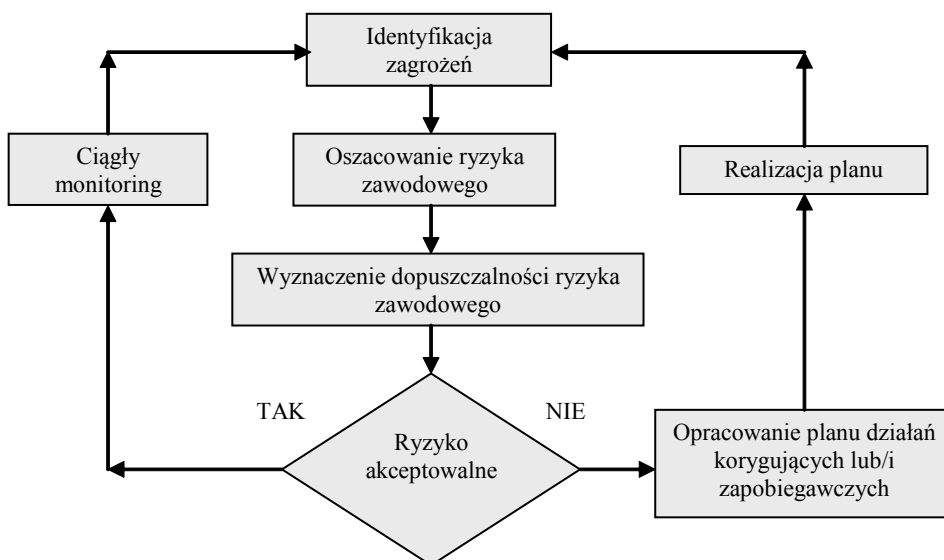 Identyfikacja
zagrożeń
Ciągły
monitoring
Oszacowanie ryzyka
zawodowego
Realizacja planu
Wyznaczenie dopuszczalności ryzyka
zawodowego
TAK
NIE
Ryzyko
akceptowalne
Opracowanie planu działań
korygujących lub/i
zapobiegawczych